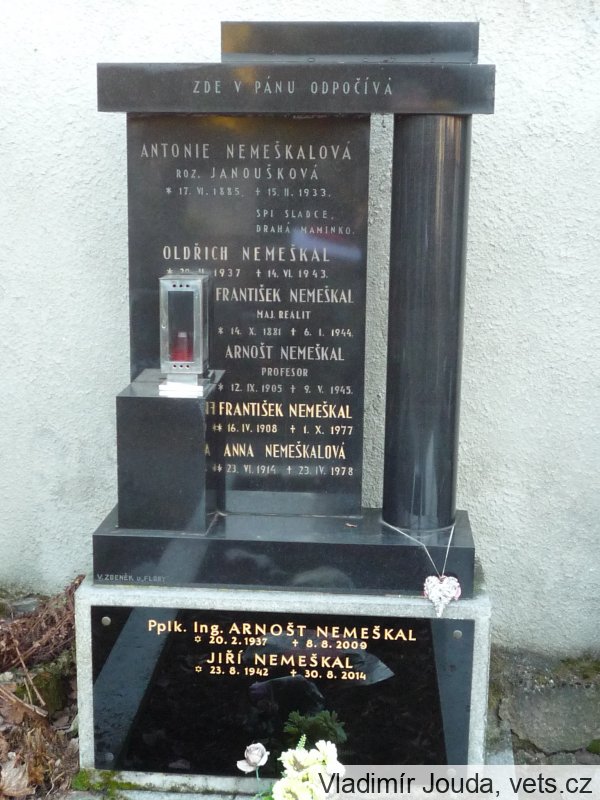 ZDE V PÁNU ODPOČÍVÁ
ANTONIE NEMEŠKALOVÁ
ROZ. JANOUŠKOVÁ
* 17. VI. 1885. + 15. II. 1933.
SPI SLADCE,
DRAHÁ MAMINKO.
OLDŘICH NEMEŠKAL
1937 + 14. VI. 1943.
FRANTIŠEK NEMEŠKAL
MAJ. REALIT
* 14. X. 1881 + 6. I. 1944.
ARNOŠT NEMEŠKAL
PROFESOR
* 12. IX. 1905 + 9. V. 1945.
FRANTIŠEK NEMEŠKAL
* 16. IV. 1908 + 1. X. 1977
ANNA NEMEŠKALOVÁ
* 23. VI. 1914 + 23. IV. 1978
V. ZDENĚK U. FLORY
Pplk. Ing. ARNOŠT NEMEŠKAL
✡ 20. 2. 1937 + 8. 8. 2009
JIŘÍ NEMEŠKAL
✡ 23. 8. 1942 + 30. 8. 2014
Vladimír Jouda, vets.cz